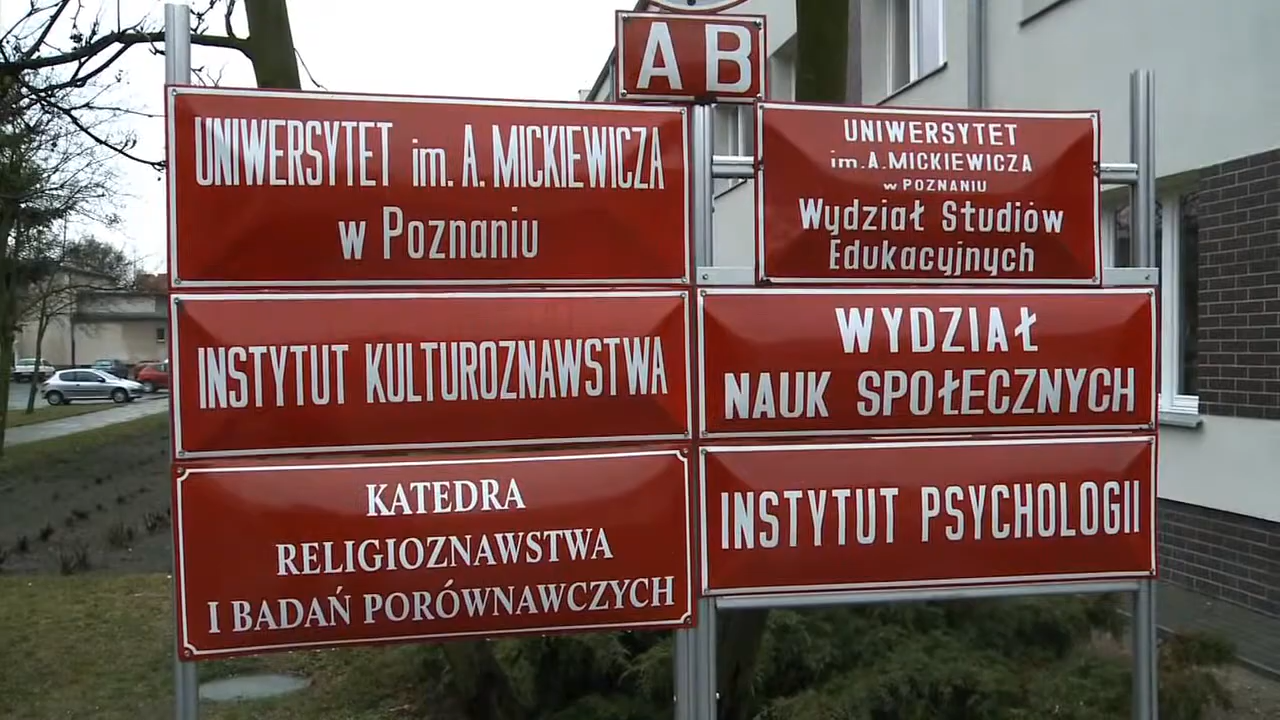 A B
UNIWERSYTET im. A. MICKIEWICZA
w Poznaniu
INSTYTUT KULTUROZNAWSTWA
KATEDRA
RELIGIOZNAWSTWA
I BADAŃ PORÓWNAWCZYCH
UNIWERSYTET
im. A. MICKIEWICZA
w POZNANIU
Wydział Studiów
Edukacyjnych
WYDZIAŁ
NAUK SPOŁECZNYCH
INSTYTUT PSYCHOLOGII